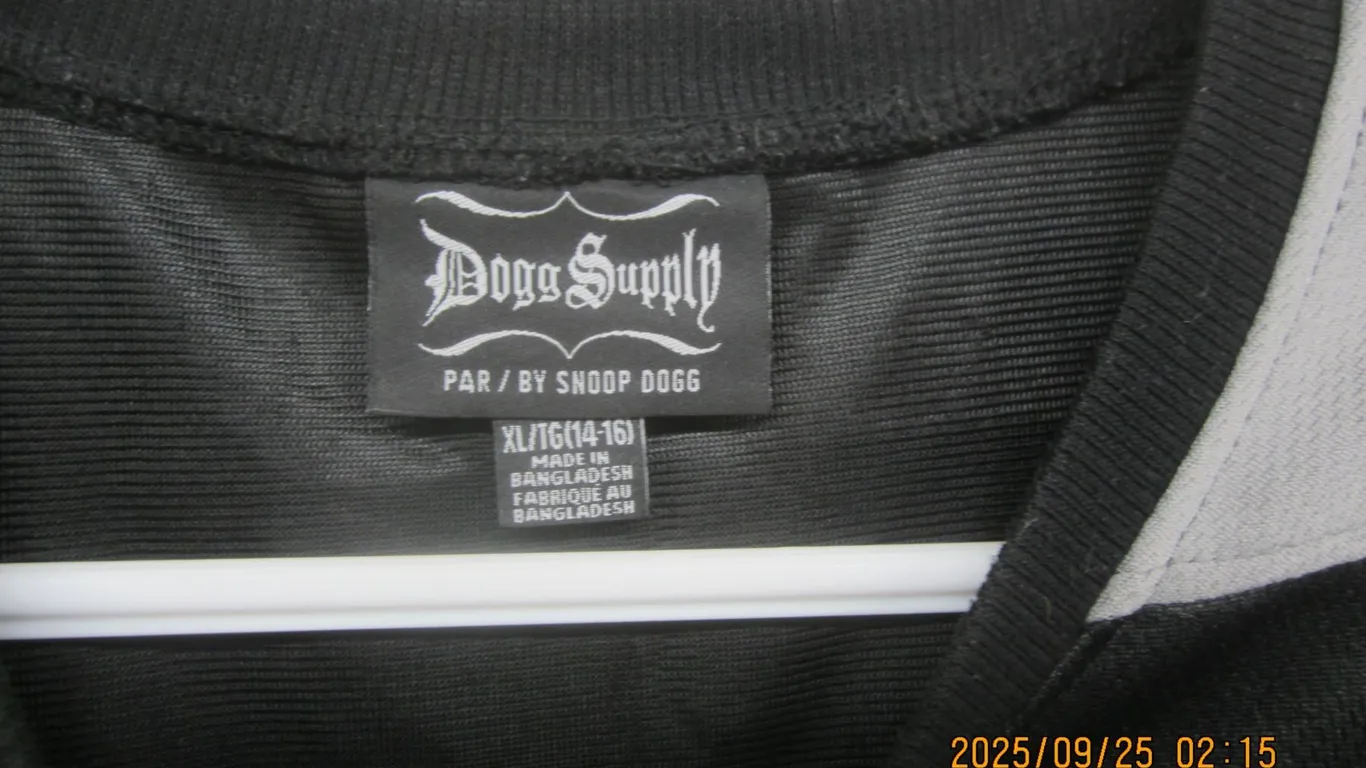 Dogg Supply
PAR / BY SNOOP DOGG
XL/TG(14-16)
MADE IN
BANGLADESH
FABRIQUÉ AU
BANGLADESH
2025/09/25 02:15